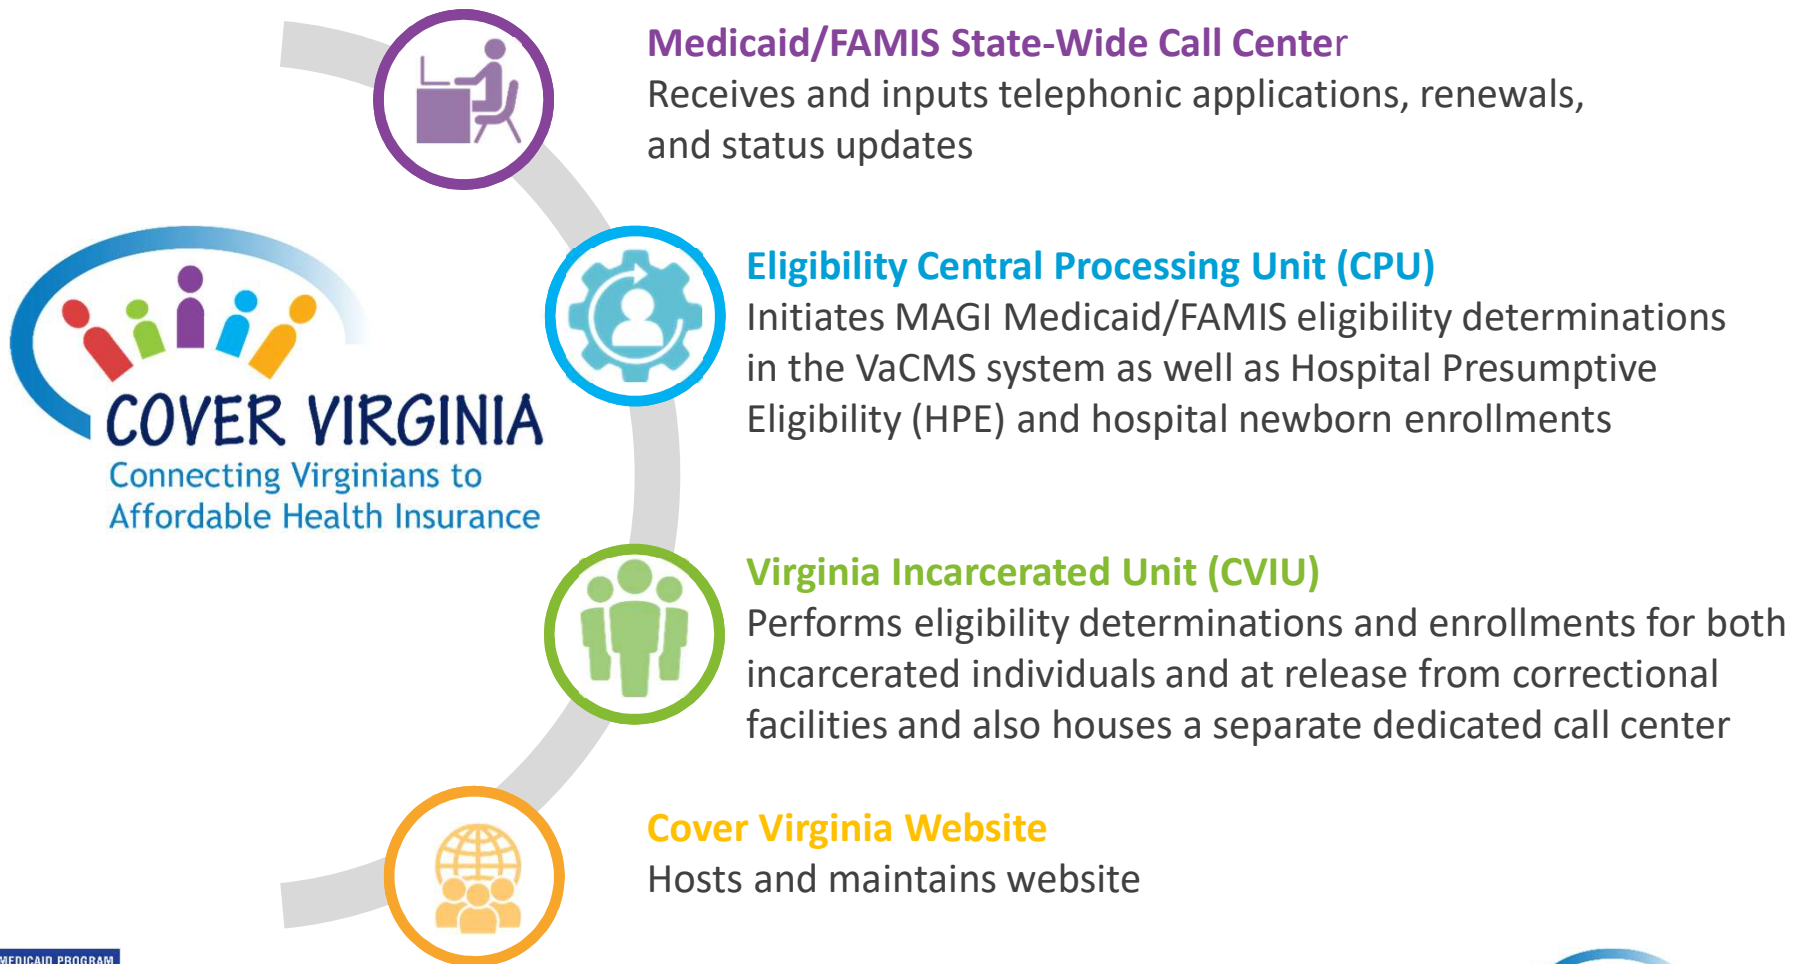 Medicaid/FAMIS State-Wide Call Center
Receives and inputs telephonic applications, renewals,
and status updates
COVER VIRGINIA
Connecting Virginians to
Affordable Health Insurance
Eligibility Central Processing Unit (CPU)
Initiates MAGI Medicaid/FAMIS eligibility determinations
in the VaCMS system as well as Hospital Presumptive
Eligibility (HPE) and hospital newborn enrollments
Virginia Incarcerated Unit (CVIU)
Performs eligibility determinations and enrollments for both
incarcerated individuals and at release from correctional
facilities and also houses a separate dedicated call center
Cover Virginia Website
Hosts and maintains website
MEDICAID PROGRAM